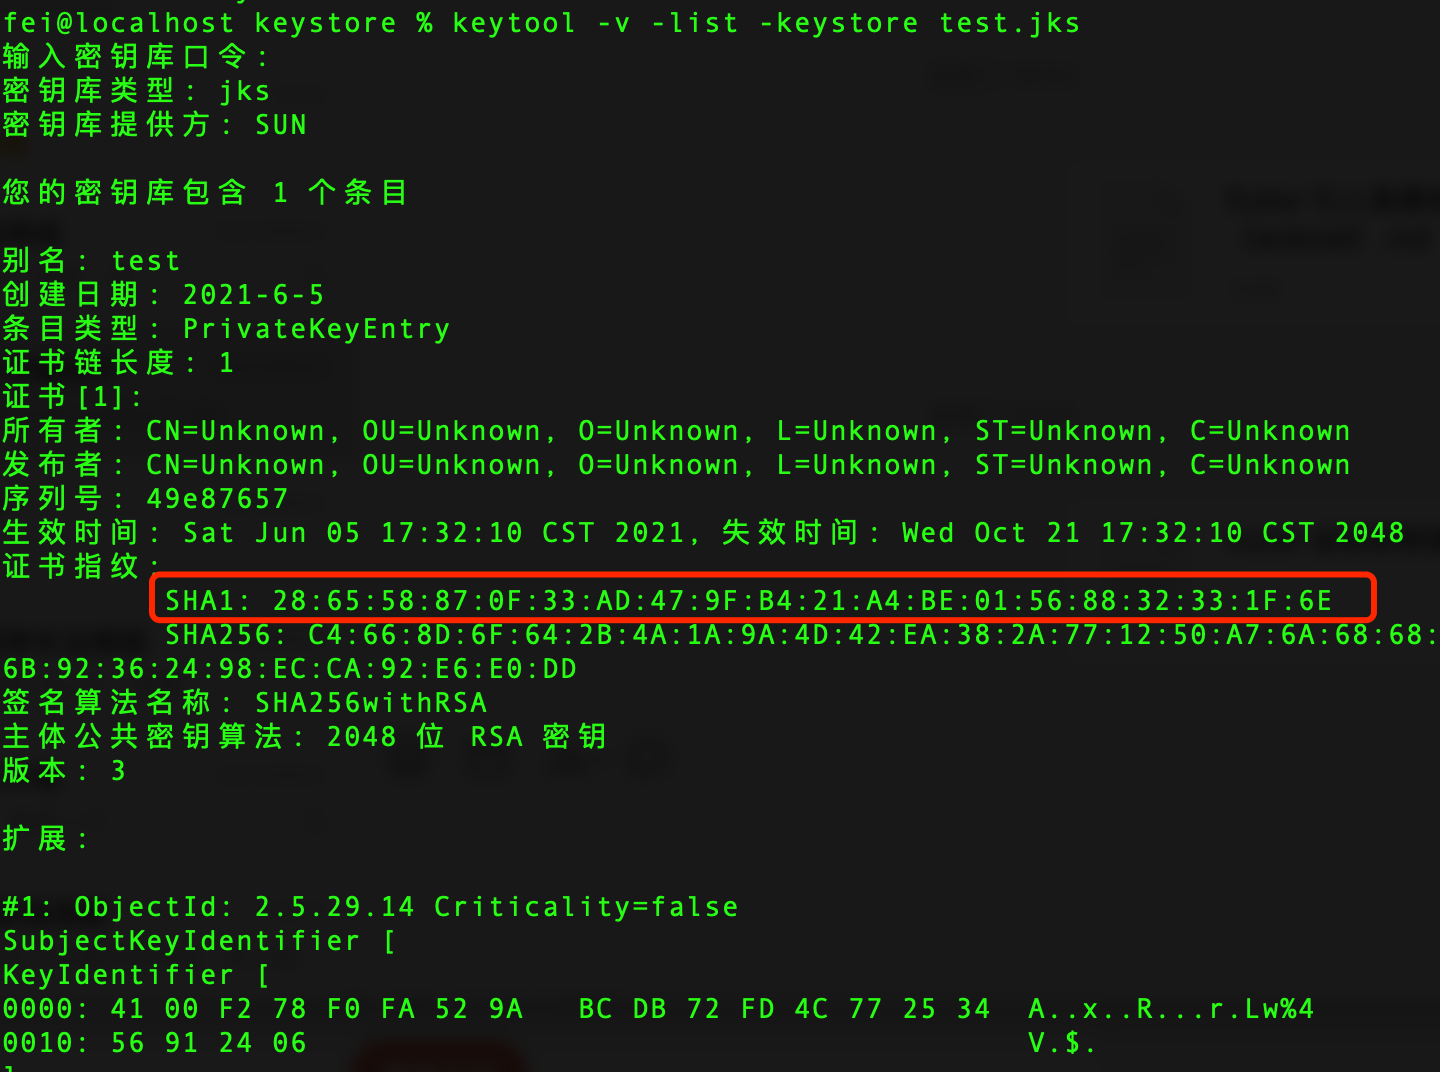 fei@localhost keystore % keytool -v -list -keystore test.jks
输入密钥库口令:
密钥库类型: jks
密钥库提供方: SUN
您的密钥库包含 1 个条目
别名: test
创建日期: 2021-6-5
条目类型: PrivateKeyEntry
证书链长度: 1
证书[1]:
所有者: CN=Unknown, OU=Unknown, O=Unknown, L=Unknown, ST=Unknown, C=Unknown
发布者: CN=Unknown, OU=Unknown, O=Unknown, L=Unknown, ST=Unknown, C=Unknown
序列号: 49e87657
生效时间: Sat Jun 05 17:32:10 CST 2021, 失效时间: Wed Oct 21 17:32:10 CST 2048
证书指纹:
SHA1: 28:65:58:87:0F:33:AD:47:9F:B4:21:A4:BE:01:56:88:32:33:1F:6E
SHA256: C4:66:8D:6F:64:2B:4A:1A:9A:4D:42:EA:38:2A:77:12:50:A7:6A:68:68:
6B:92:36:24:98:EC:CA:92:E6:E0:DD
签名算法名称: SHA256withRSA
主体公共密钥算法: 2048 位 RSA 密钥
版本: 3
扩展:
#1: ObjectId: 2.5.29.14 Criticality=false
SubjectKeyIdentifier [
KeyIdentifier [
0000: 41 00 F2 78 F0 FA 52 9A   BC DB 72 FD 4C 77 25 34  A..x..R...r.Lw%4
0010: 56 91 24 06                                        V.$.